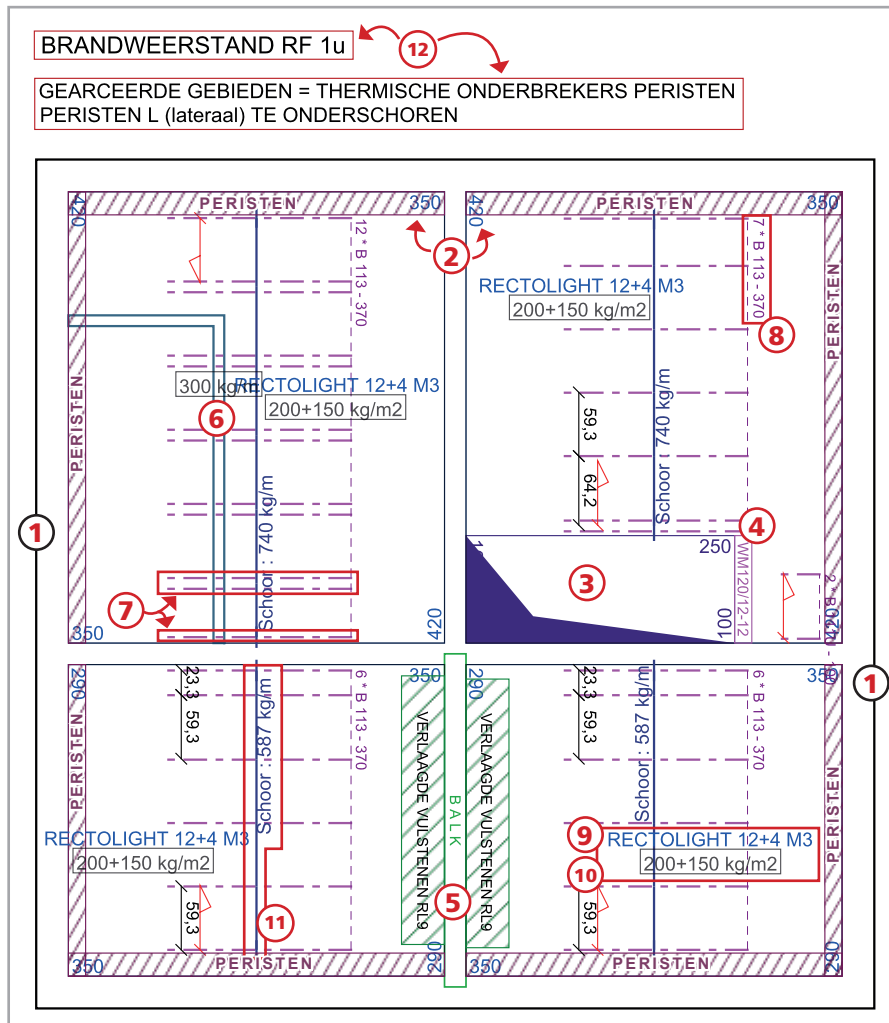 BRANDWEERSTAND RF 1u
12
GEARCEERDE GEBIEDEN = THERMISCHE ONDERBREKERS PERISTEN
PERISTEN L (lateraal) TE ONDERSCHOREN
420
PERISTEN
350
420
PERISTEN
350
2
12 * B 113 - 370
7 * B 113 - 370
8
PERISTEN
PERISTEN
RECTOLIGHT 12+4 M3
200+150 kg/m2
300 kg/m
RECTOLIGHT 12+4 M3
200+150 kg/m2
6
Schoor : 740 kg/m
Schoor : 740 kg/m
59,3
64,2
1
4
3
250
100
WM120/12-12
7
350
420
420
290
23,3
59,3
Schoor : 587 kg/m
6 * B 113 - 370
350
290
23,3
59,3
Schoor : 587 kg/m
6 * B 113 - 370
350
1
PERISTEN
PERISTEN
VERLAAGDE VULSTENEN RL9
BALK
VERLAAGDE VULSTENEN RL9
RECTOLIGHT 12+4 M3
200+150 kg/m2
9
RECTOLIGHT 12+4 M3
10
200+150 kg/m2
59,3
11
5
59,3
350
PERISTEN
290
350
PERISTEN
290